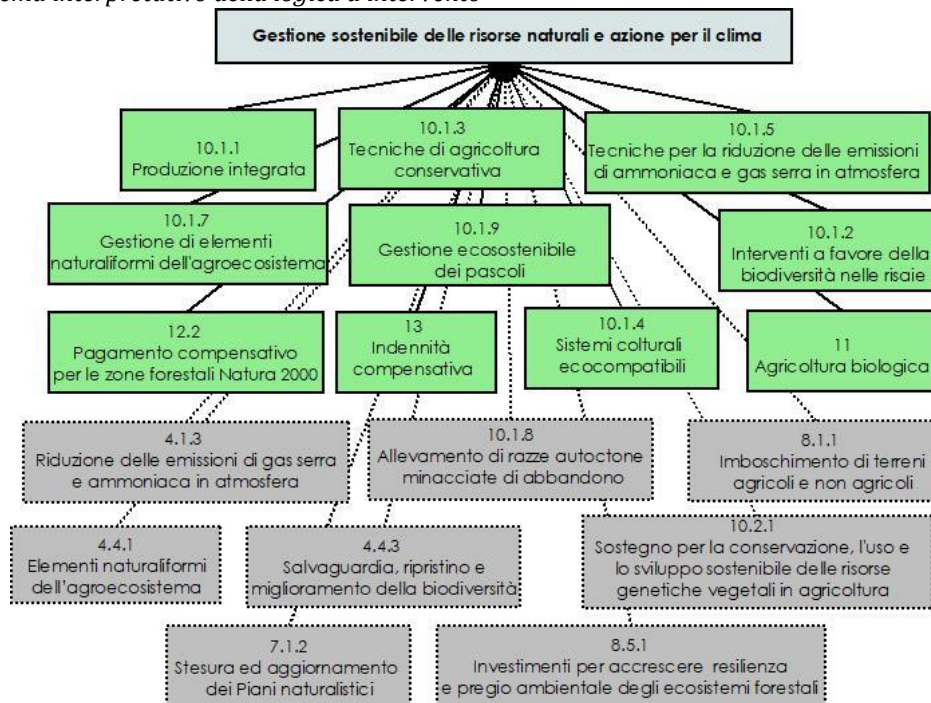 Gestione sostenibile delle risorse naturali e azione per il clima
10.1.1
Produzione integrata
10.1.3
Tecniche di agricoltura
conservativa
10.1.5
Tecniche per la riduzione delle emissioni
di ammoniaca e gas serra in atmosfera
10.1.7
Gestione di elementi
naturaliformi dell'agroecosistema
10.1.9
Gestione ecosostenibile
dei pascoli
10.1.2
Interventi a favore della
biodiversità nelle risaie
12.2
Pagamento compensativo
per le zone forestali Natura 2000
13
Indennità
compensativa
10.1.4
Sistemi colturali
ecocompatibili
11
Agricoltura biologica
4.1.3
Riduzione delle emissioni di gas serra
e ammoniaca in atmosfera
10.1.8
Allevamento di razze autoctone
minacciate di abbandono
8.1.1
Imboschimento di terreni
agricoli e non agricoli
4.4.1
Elementi naturaliformi
dell'agroecosistema
4.4.3
Salvaguardia, ripristino e
miglioramento della biodiversità
10.2.1
Sostegno per la conservazione, l'uso e
lo sviluppo sostenibile delle risorse
genetiche vegetali in agricoltura
7.1.2
Stesura ed aggiornamento
dei Piani naturalistici
8.5.1
Investimenti per accrescere resilienza
e pregio ambientale degli ecosistemi forestali